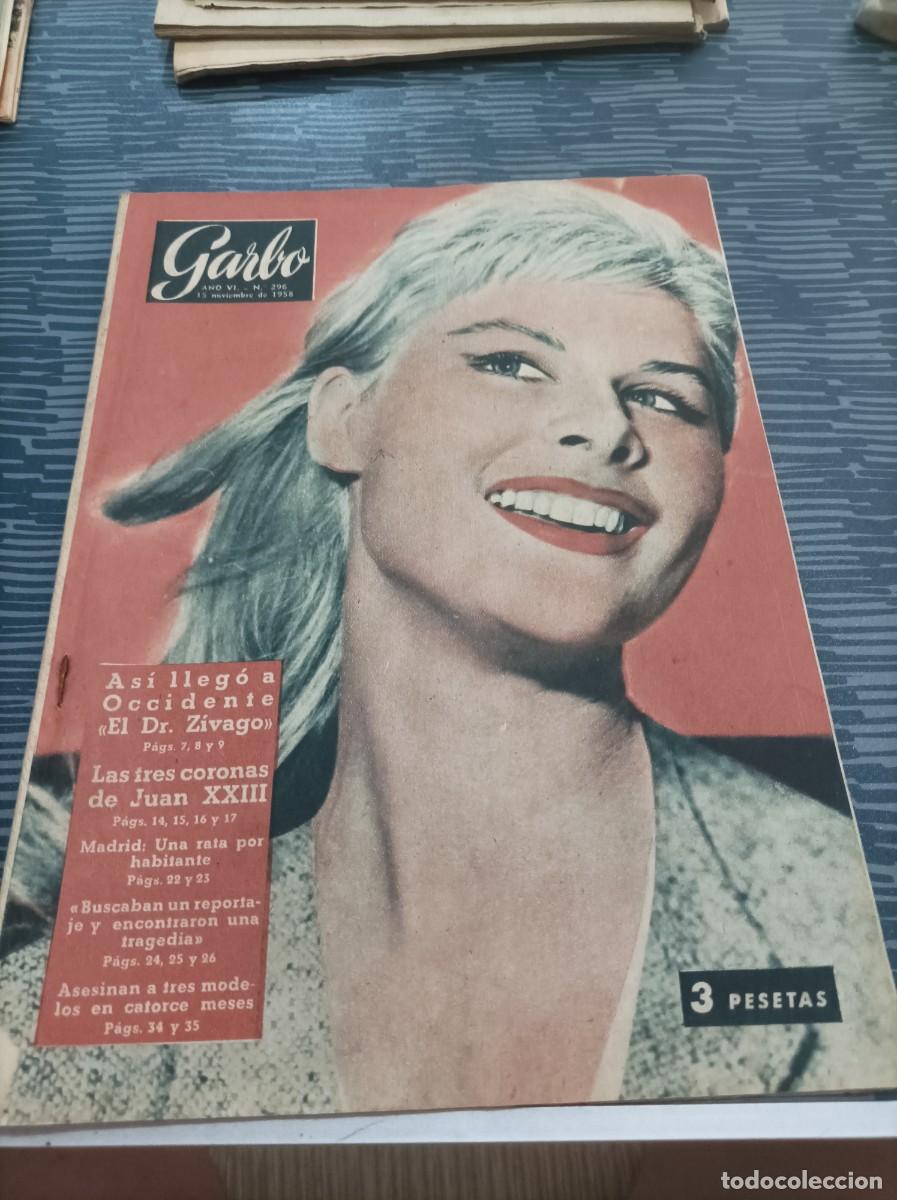 Garbo
AÑO VI. - N. 296
15 noviembre de 1958
Así llegó a
Occidente
«El Dr. Zívago»
Págs. 7, 8 y 9
Las tres coronas
de Juan XXIII
Págs. 14, 15, 16 y 17
Madrid: Una rata por
habitante
Págs. 22 y 23
«Buscaban un reporta-
je y encontraron una
tragedia»
Págs. 24, 25 y 26
Asesinan a tres mode-
los en catorce meses
Págs. 34 y 35
3 PESETAS
todocoleccion